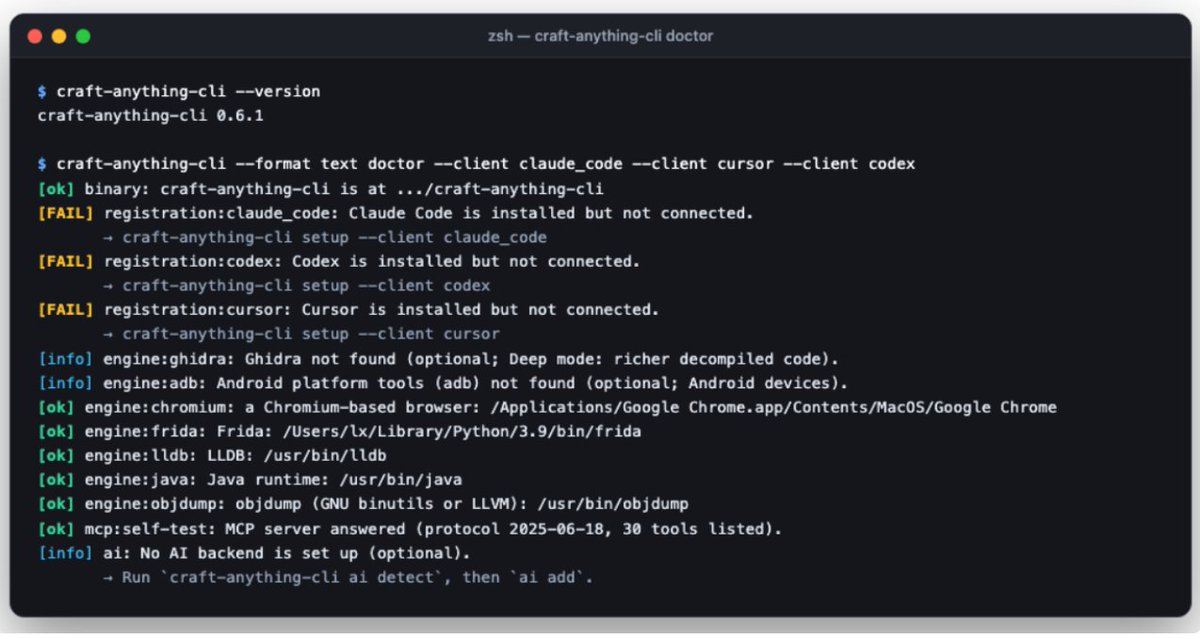 zsh — craft-anything-cli doctor
$ craft-anything-cli --version
craft-anything-cli 0.6.1
$ craft-anything-cli --format text doctor --client claude_code --client cursor --client codex
[ok] binary: craft-anything-cli is at .../craft-anything-cli
[FAIL] registration:claude_code: Claude Code is installed but not connected.
→ craft-anything-cli setup --client claude_code
[FAIL] registration:codex: Codex is installed but not connected.
→ craft-anything-cli setup --client codex
[FAIL] registration:cursor: Cursor is installed but not connected.
→ craft-anything-cli setup --client cursor
[info] engine:ghidra: Ghidra not found (optional; Deep mode: richer decompiled code).
[info] engine:adb: Android platform tools (adb) not found (optional; Android devices).
[ok] engine:chromium: a Chromium-based browser: /Applications/Google Chrome.app/Contents/MacOS/Google Chrome
[ok] engine:frida: Frida: /Users/lx/Library/Python/3.9/bin/frida
[ok] engine:lldb: LLDB: /usr/bin/lldb
[ok] engine:java: Java runtime: /usr/bin/java
[ok] engine:objdump: objdump (GNU binutils or LLVM): /usr/bin/objdump
[ok] mcp:self-test: MCP server answered (protocol 2025-06-18, 30 tools listed).
[info] ai: No AI backend is set up (optional).
→ Run `craft-anything-cli ai detect`, then `ai add`.